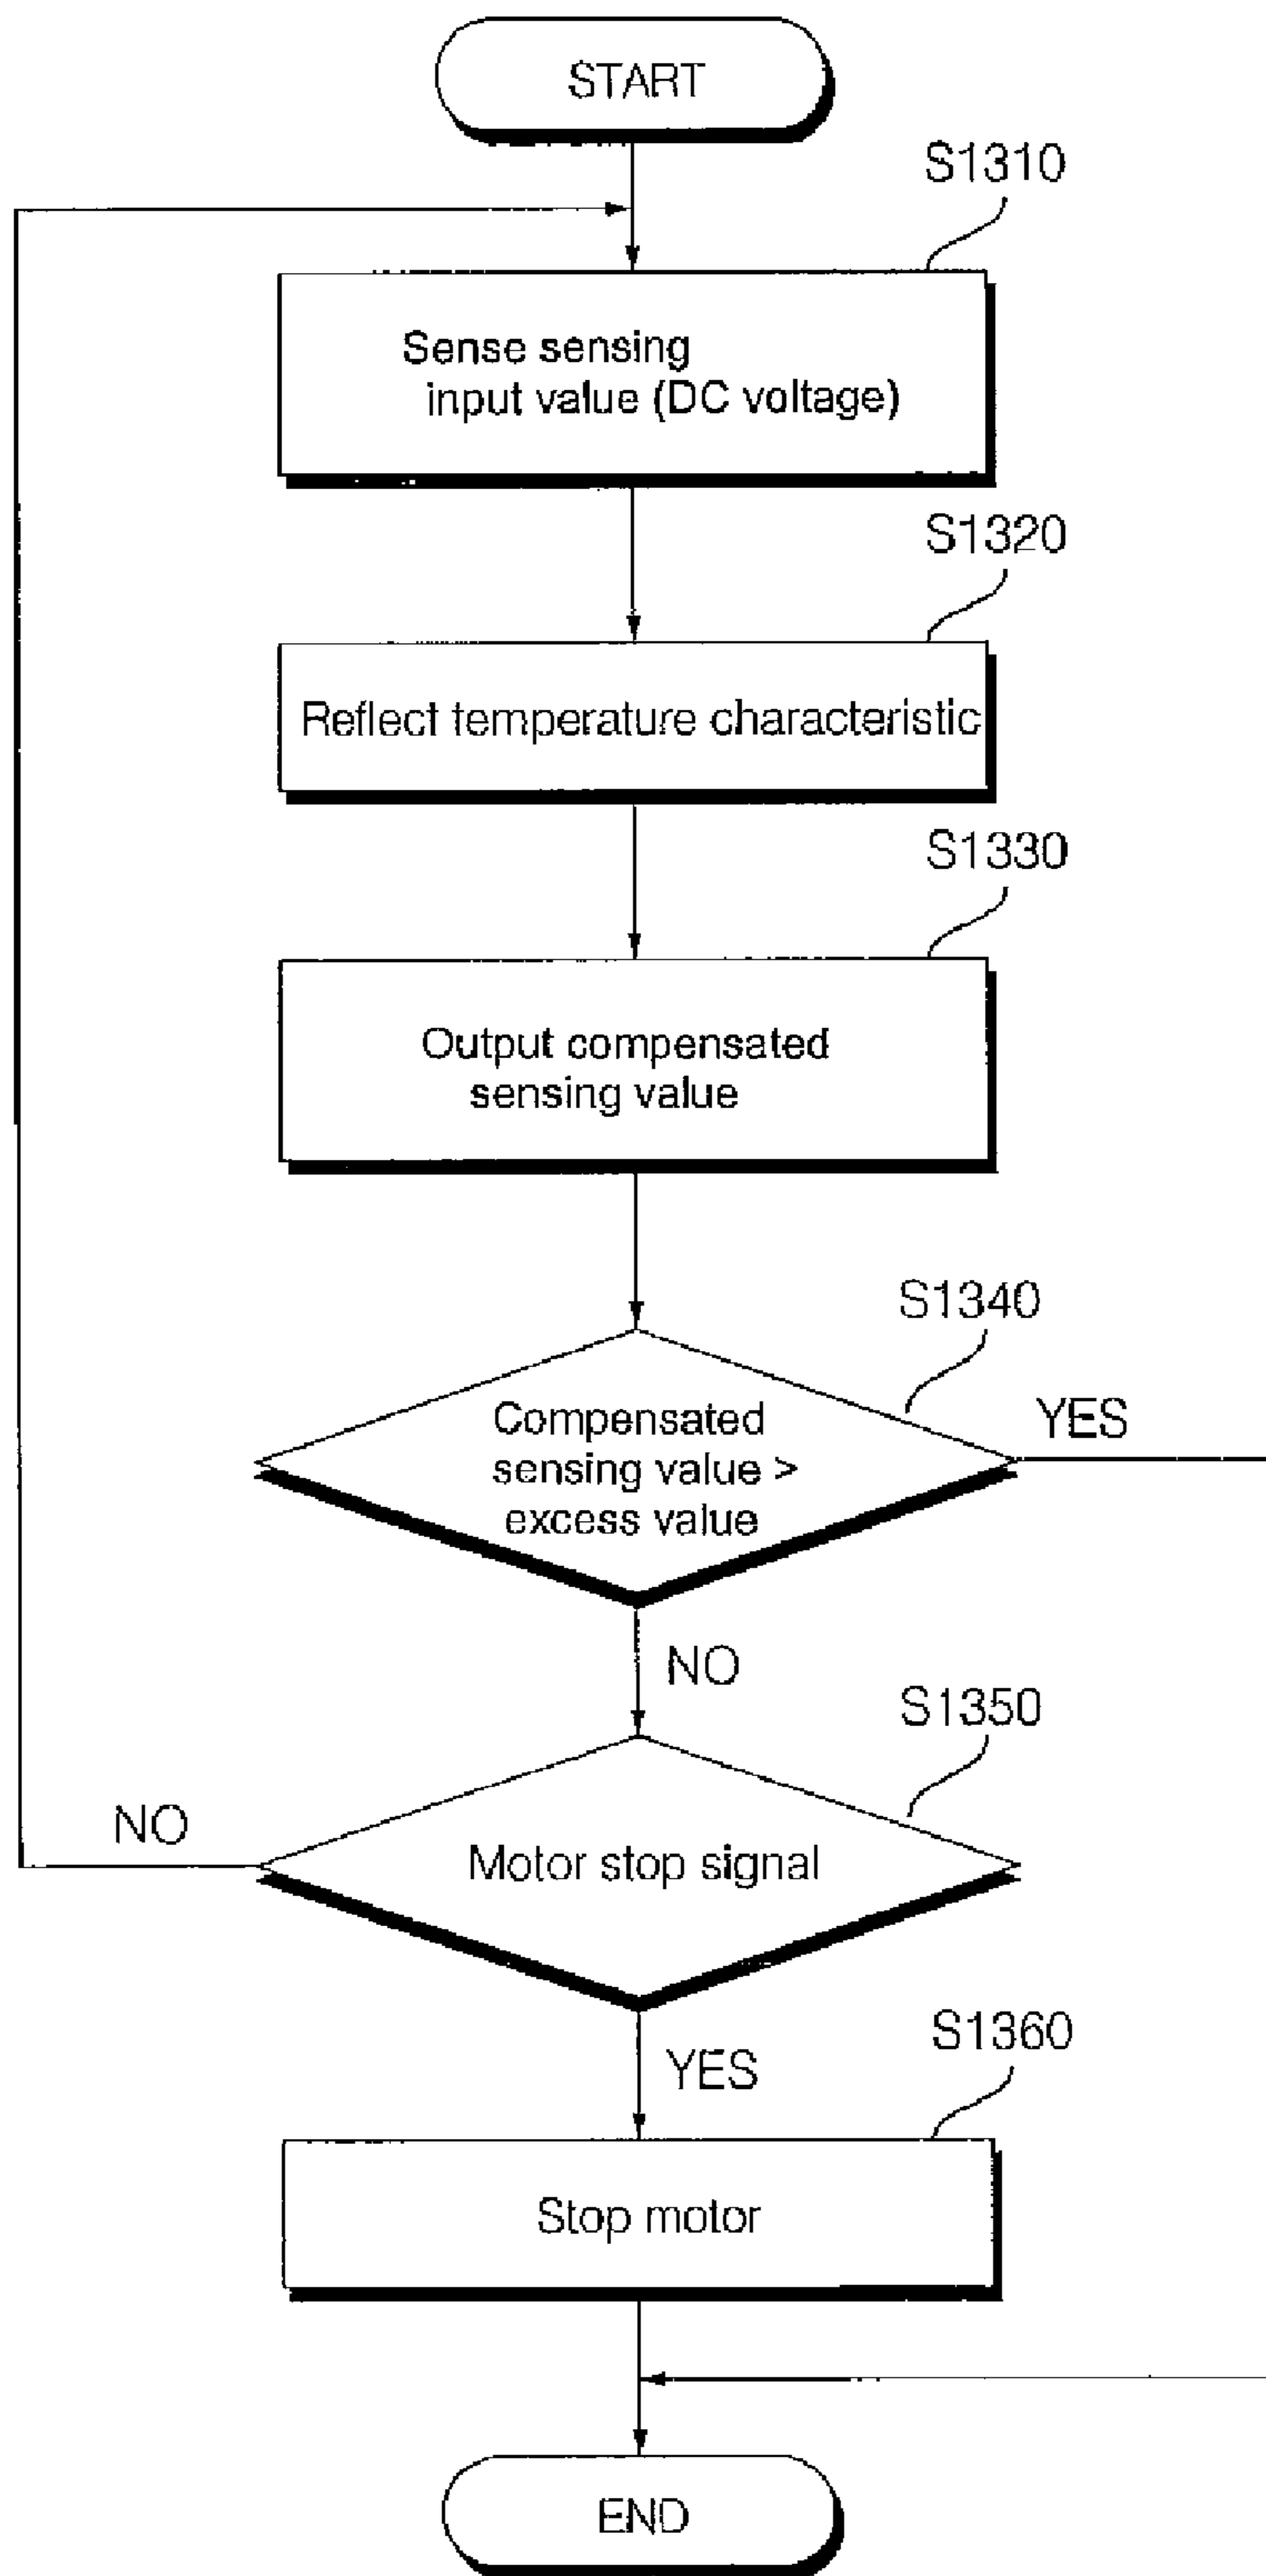 START
S1310
Sense sensing
input value (DC voltage)
S1320
Reflect temperature characteristic
S1330
Output compensated
sensing value
S1340
Compensated
sensing value >
excess value
YES
NO
S1350
Motor stop signal
NO
YES
S1360
Stop motor
END